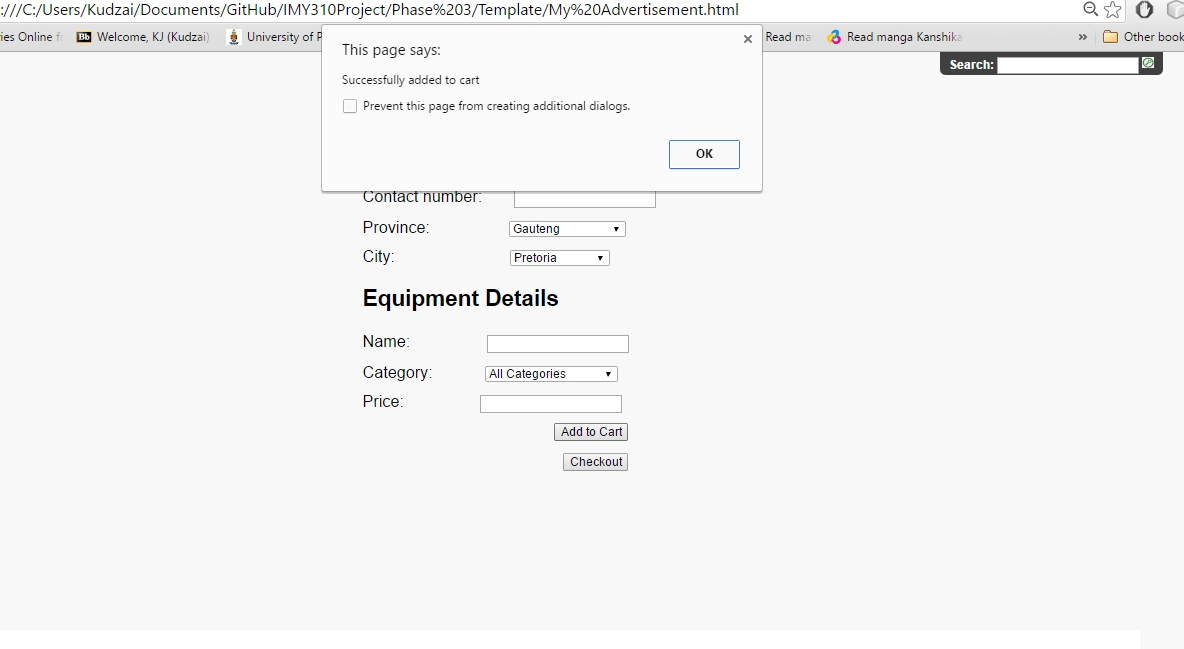 :///C:/Users/Kudzai/Documents/GitHub/IMY310Project/Phase%203/Template/My%20Advertisement.html
ies Online Bb Welcome, KJ (Kudzai) University of Read Read manga Kanshika » Other book
Search:
This page says:
Successfully added to cart
Prevent this page from creating additional dialogs.
OK
Contact number:
Province: Gauteng
City: Pretoria
Equipment Details
Name:
Category: All Categories
Price:
Add to Cart
Checkout